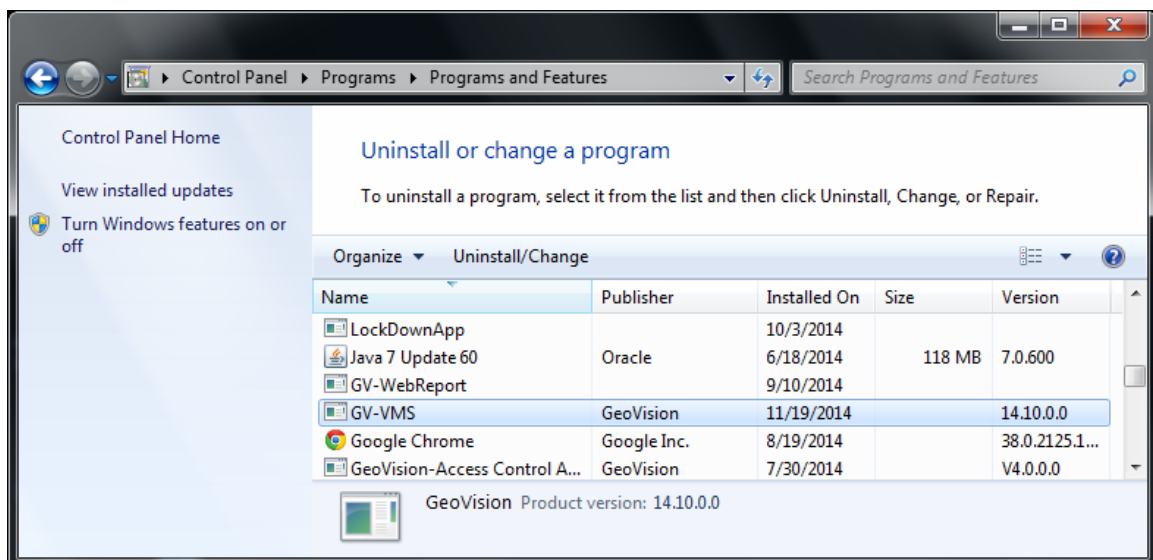 Control Panel ▸ Programs ▸ Programs and Features
Search Programs and Features
Control Panel Home
View installed updates
Turn Windows features on or
off
Uninstall or change a program
To uninstall a program, select it from the list and then click Uninstall, Change, or Repair.
Organize Uninstall/Change
Name Publisher Installed On Size Version
LockDownApp 10/3/2014
Java 7 Update 60 Oracle 6/18/2014 118 MB 7.0.600
GV-WebReport 9/10/2014
GV-VMS GeoVision 11/19/2014 14.10.0.0
Google Chrome Google Inc. 8/19/2014 38.0.2125.1...
GeoVision-Access Control A... GeoVision 7/30/2014 V4.0.0.0
GeoVision Product version: 14.10.0.0